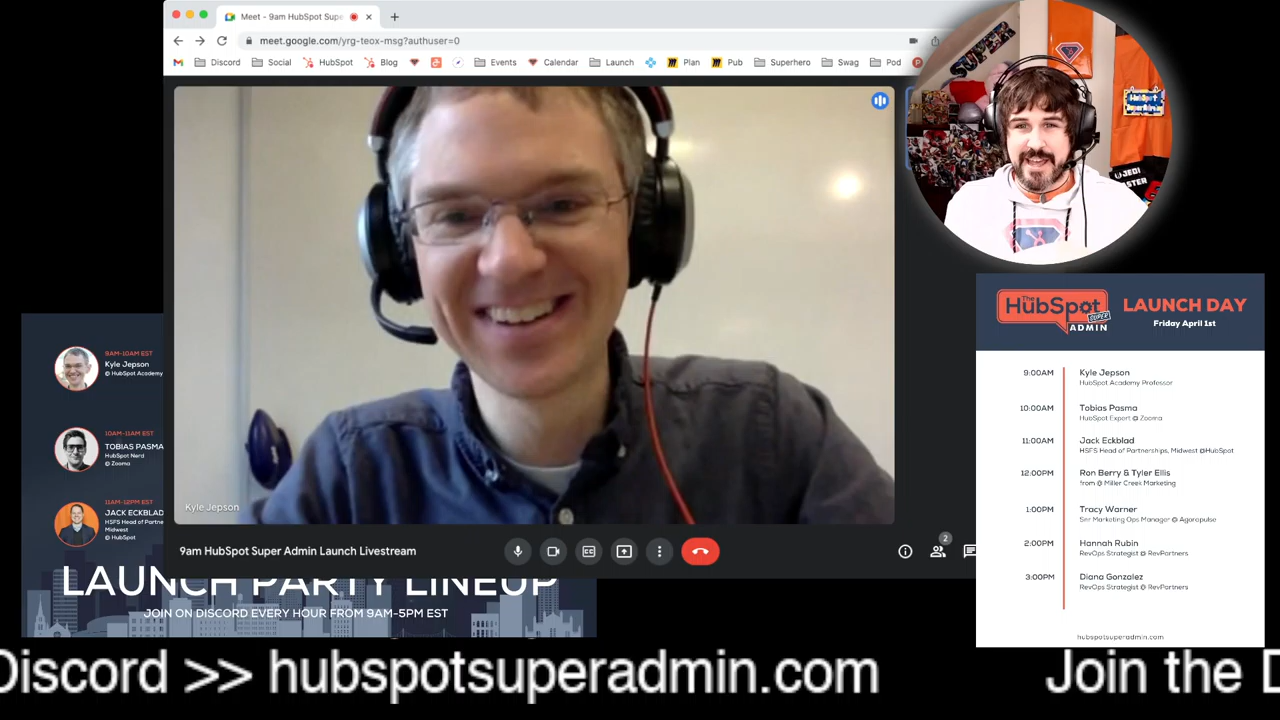 Meet - 9am HubSpot Supe
meet.google.com/yrg-teox-msg?authuser=0
Discord
Social
HubSpot
Blog
Events
Calendar
Launch
Plan
Pub
Superhero
Swag
Pod
HubSpot
JEDI
MASTER
Kyle Jepson
9am HubSpot Super Admin Launch Livestream
2
9AM-10AM EST
Kyle Jepson
@ HubSpot Academy
10AM-11AM EST
TOBIAS PASMA
HubSpot Nerd
@ Zooma
11AM-12PM EST
JACK ECKBLAD
HSFS Head of Partne
Midwest
@ HubSpot
LAUNCH PARTY LINEUP
JOIN ON DISCORD EVERY HOUR FROM 9AM-5PM EST
The
HubSpot
SUPER
ADMIN
LAUNCH DAY
Friday April 1st
9:00AM Kyle Jepson
HubSpot Academy Professor
10:00AM Tobias Pasma
HubSpot Expert @ Zooma
11:00AM Jack Eckblad
HSFS Head of Partnerships, Midwest @HubSpot
12:00PM Ron Berry & Tyler Ellis
from @ Miller Creek Marketing
1:00PM Tracy Warner
Snr Marketing Ops Manager @ Agorapulse
2:00PM Hannah Rubin
RevOps Strategist @ RevPartners
3:00PM Diana Gonzalez
RevOps Strategist @ RevPartners
hubspotsuperadmin.com
Discord >> hubspotsuperadmin.com
Join the D